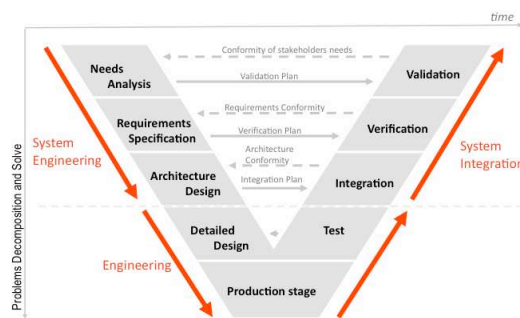 time
Conformity of stakeholders needs
Needs
Analysis
Validation Plan
Validation
Requirements Conformity
Requirements
Specification
Verification Plan
Verification
System
Engineering
Architecture
Conformity
System
Integration
Architecture
Design
Integration Plan
Integration
Detailed
Design
Test
Engineering
Production stage
Problems Decomposition and Solve